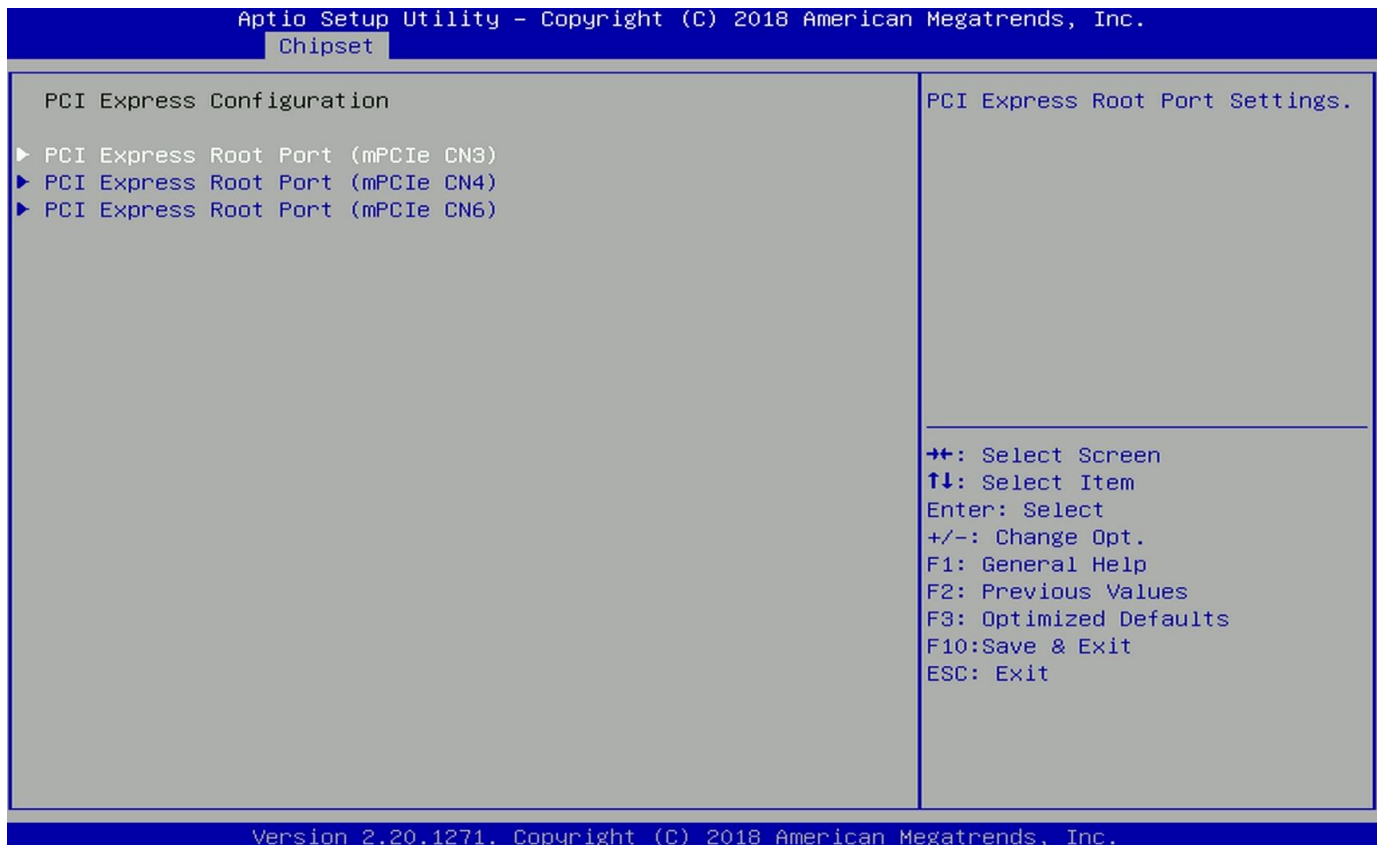 Aptio Setup Utility – Copyright (C) 2018 American Megatrends, Inc.
Chipset
PCI Express Configuration
▶ PCI Express Root Port (mPCIe CN3)
▶ PCI Express Root Port (mPCIe CN4)
▶ PCI Express Root Port (mPCIe CN6)
PCI Express Root Port Settings.
→←: Select Screen
↑↓: Select Item
Enter: Select
+/-: Change Opt.
F1: General Help
F2: Previous Values
F3: Optimized Defaults
F10:Save & Exit
ESC: Exit
Version 2.20.1271. Copyright (C) 2018 American Megatrends, Inc.